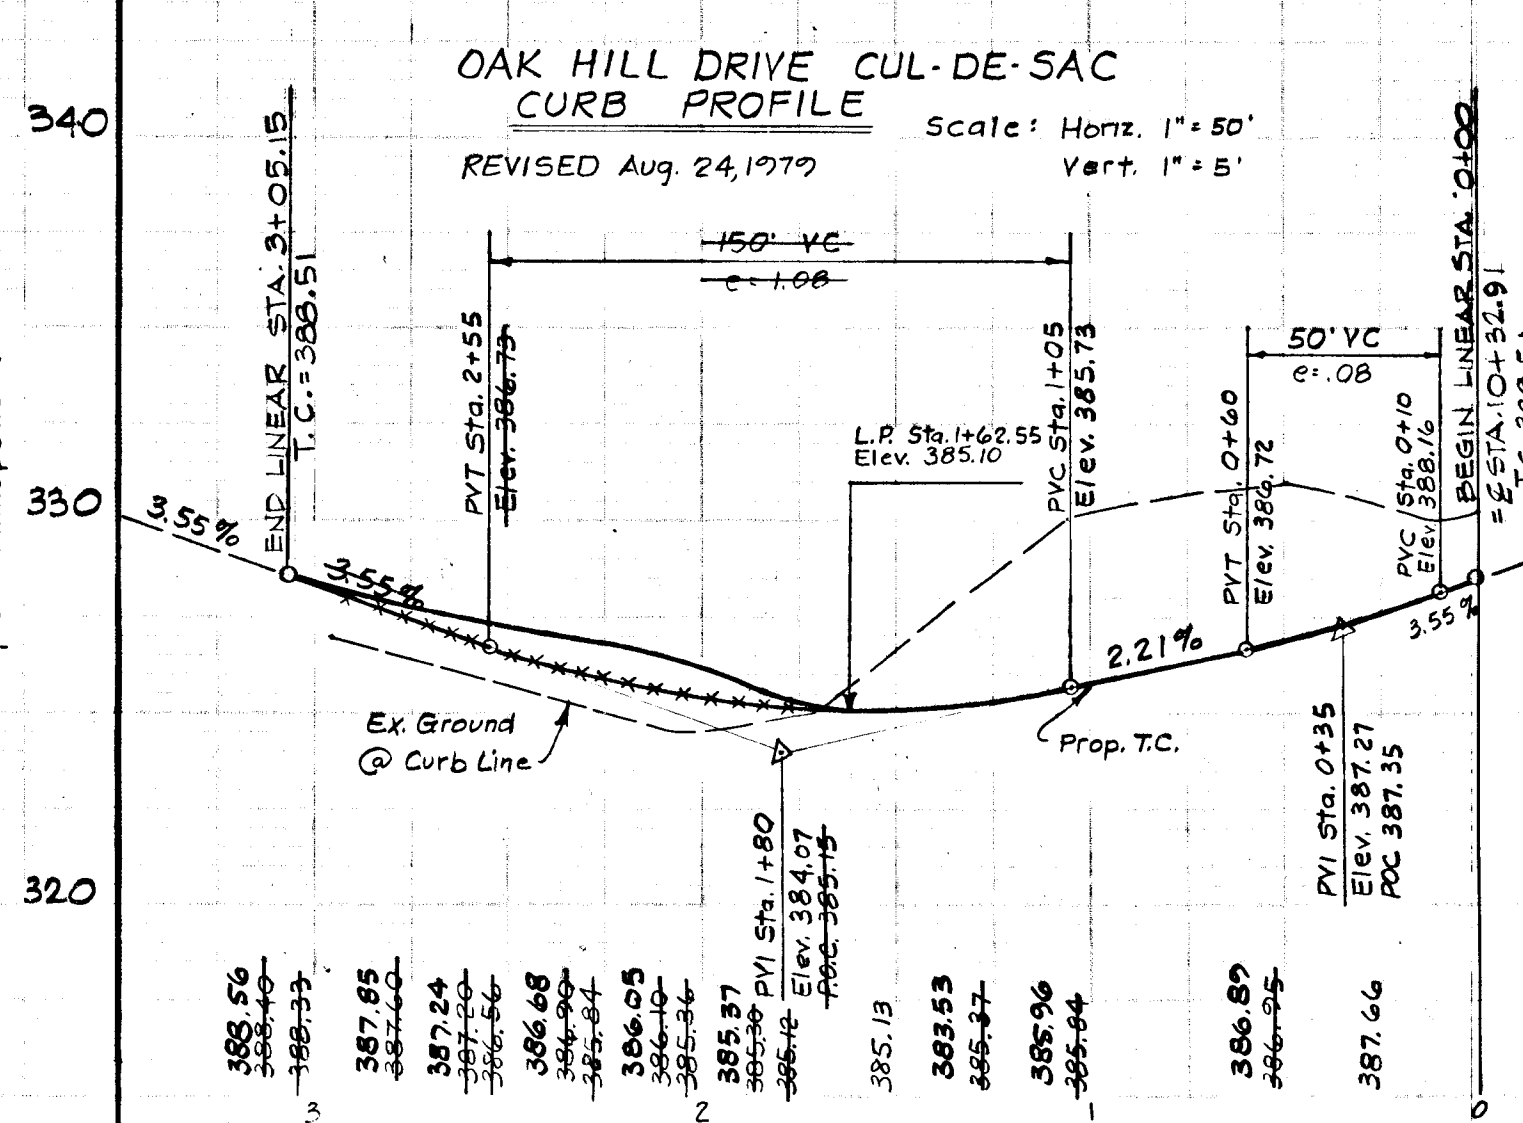 OAK HILL DRIVE CUL-DE-SAC
CURB PROFILE
REVISED Aug. 24, 1979
Scale: Horiz. 1" = 50'
Vert. 1" = 5'
340
330
320
END LINEAR STA. 3+05.15
T.C. = 388.51
PVT Sta. 2+55
Elev. 386.73
150' VC
e = 1.08
L.P. Sta. 1+62.55
Elev. 385.10
PVC Sta. 1+05
Elev. 385.73
50' VC
e = .08
PVT Sta. 0+60
Elev. 386.72
PVC Sta. 0+10
Elev. 388.16
BEGIN LINEAR STA. 0+00
= ℄ STA. 10+32.91
3.55%
3.55%
2.21%
3.55%
Ex. Ground
@ Curb Line
Prop. T.C.
PVI Sta. 1+80
Elev. 384.07
P.O.C. 385.15
PVI Sta. 0+35
Elev. 387.27
POC 387.35
388.56
388.40
388.33
387.85
387.60
387.24
387.20
386.56
386.68
386.90
385.84
386.05
386.10
385.36
385.37
385.30
385.12
385.13
383.53
385.37
385.96
385.84
386.89
386.95
387.66
3
2
1
0